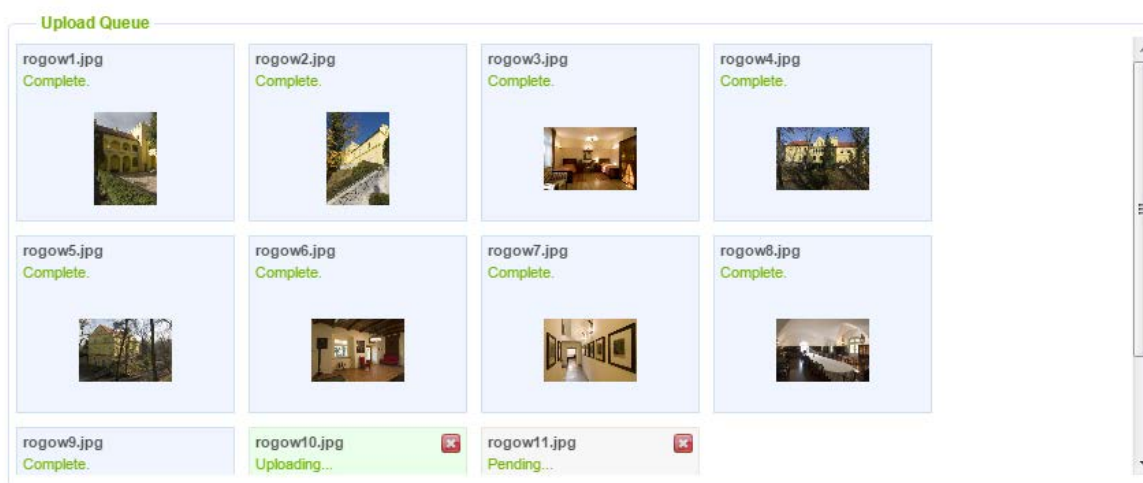 Upload Queue
rogow1.jpg
Complete.
rogow2.jpg
Complete.
rogow3.jpg
Complete.
rogow4.jpg
Complete.
rogow5.jpg
Complete.
rogow6.jpg
Complete.
rogow7.jpg
Complete.
rogow8.jpg
Complete.
rogow9.jpg
Complete.
rogow10.jpg
Uploading...
rogow11.jpg
Pending...